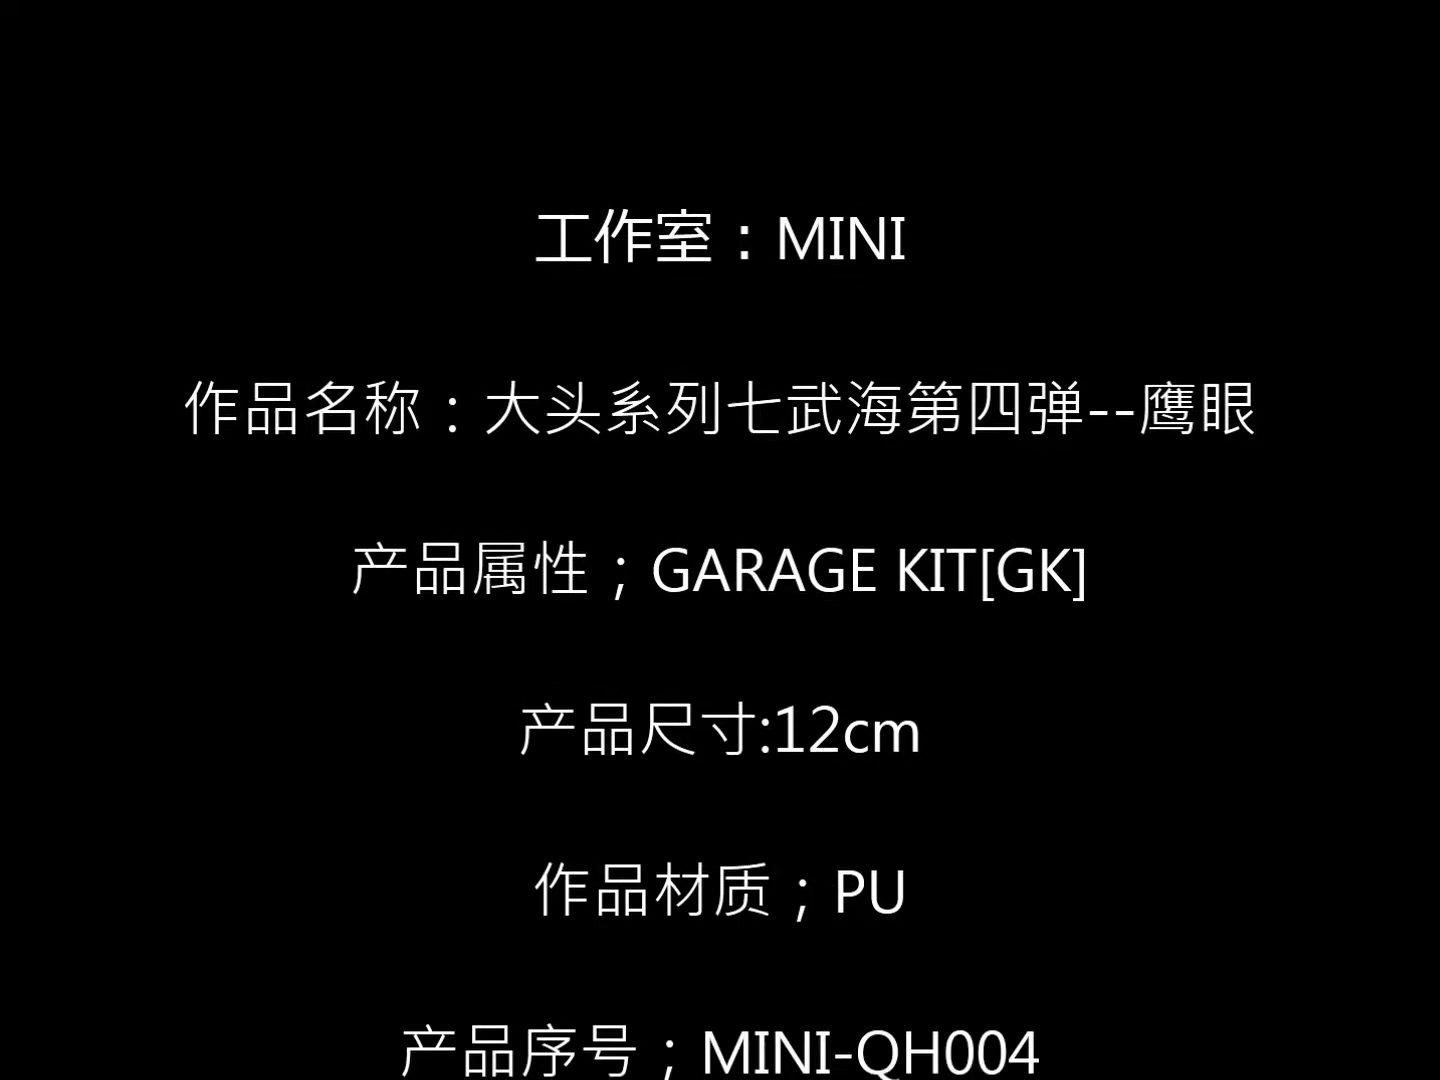 工作室：MINI
作品名称：大头系列七武海第四弹--鹰眼
产品属性；GARAGE KIT[GK]
产品尺寸:12cm
作品材质；PU
产品序号；MINI-QH004